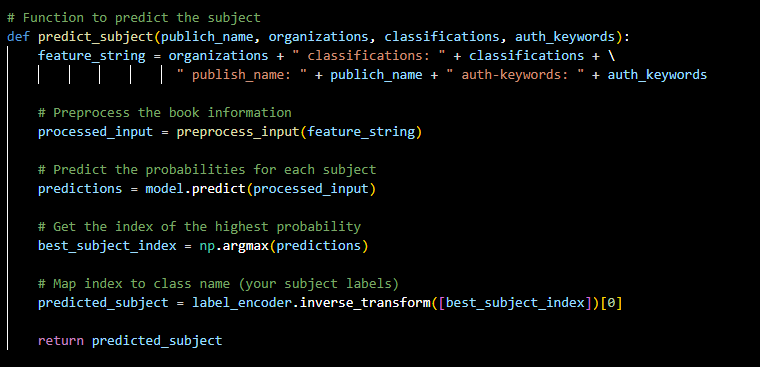 # Function to predict the subject
def predict_subject(publich_name, organizations, classifications, auth_keywords):
    feature_string = organizations + " classifications: " + classifications + \
                     " publish_name: " + publich_name + " auth-keywords: " + auth_keywords
    # Preprocess the book information
    processed_input = preprocess_input(feature_string)
    # Predict the probabilities for each subject
    predictions = model.predict(processed_input)
    # Get the index of the highest probability
    best_subject_index = np.argmax(predictions)
    # Map index to class name (your subject labels)
    predicted_subject = label_encoder.inverse_transform([best_subject_index])[0]
    return predicted_subject